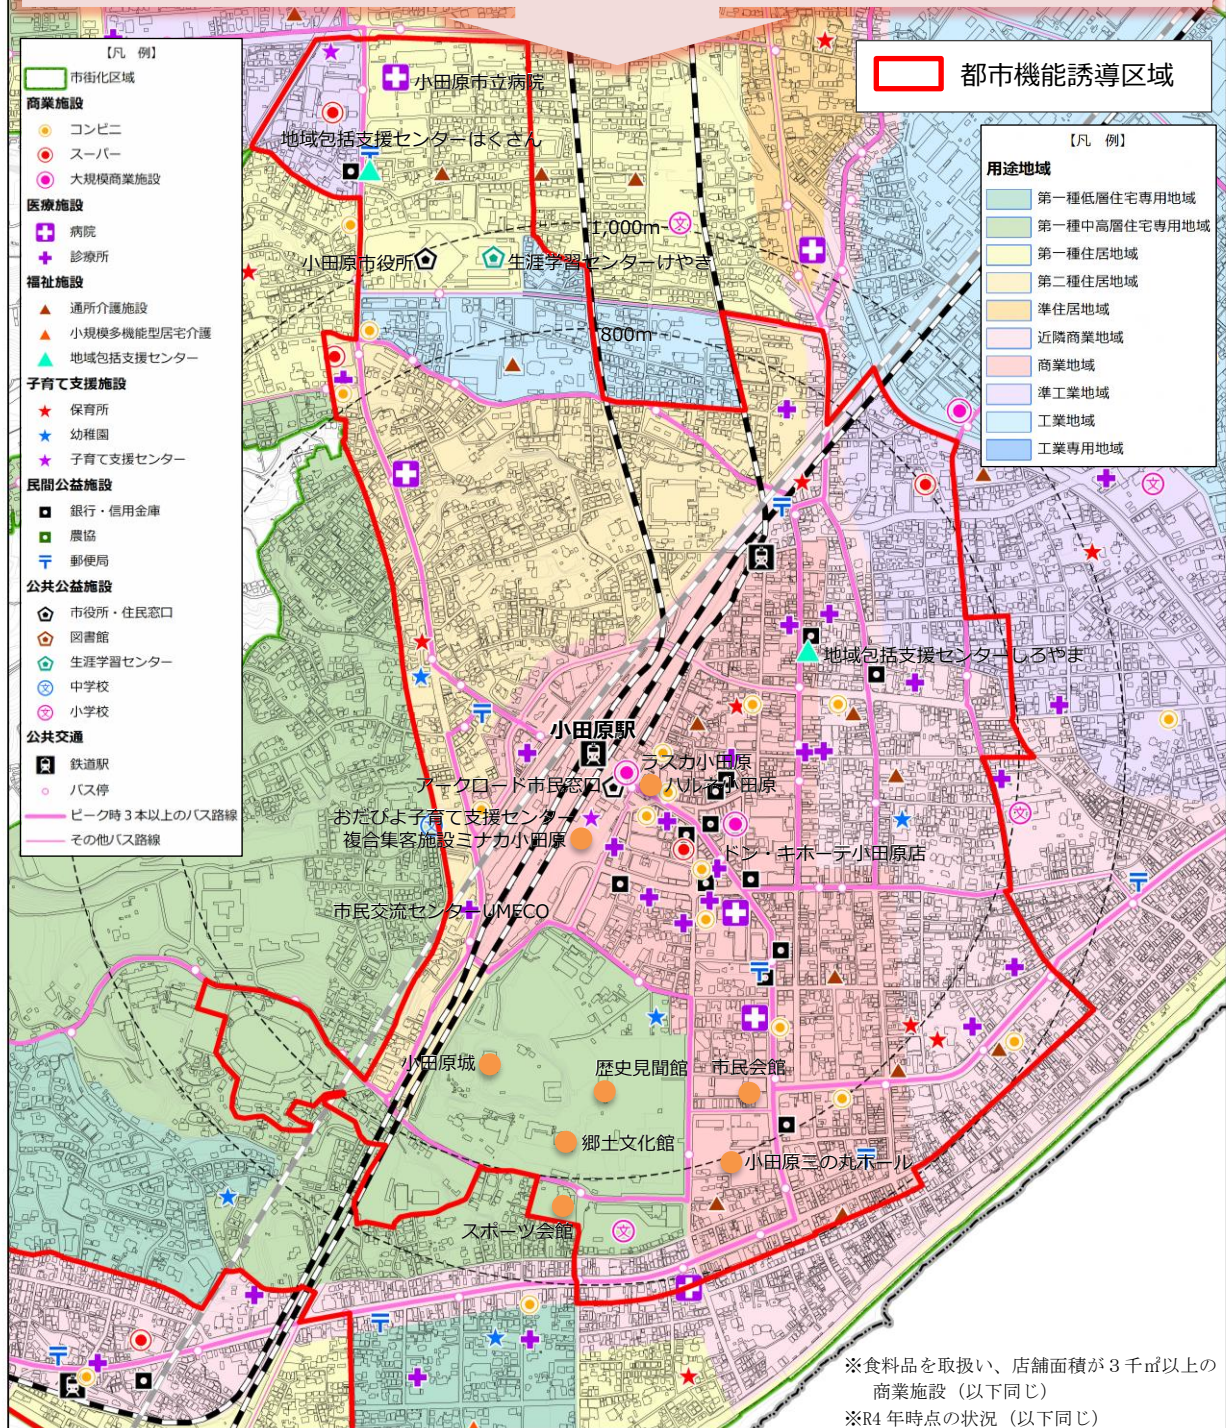 【凡　例】
市街化区域
商業施設
コンビニ
スーパー
大規模商業施設
医療施設
病院
診療所
福祉施設
通所介護施設
小規模多機能型居宅介護
地域包括支援センター
子育て支援施設
保育所
幼稚園
子育て支援センター
民間公益施設
銀行・信用金庫
農協
郵便局
公共公益施設
市役所・住民窓口
図書館
生涯学習センター
中学校
小学校
公共交通
鉄道駅
バス停
ピーク時３本以上のバス路線
その他バス路線
都市機能誘導区域
【凡　例】
用途地域
第一種低層住宅専用地域
第一種中高層住宅専用地域
第一種住居地域
第二種住居地域
準住居地域
近隣商業地域
商業地域
準工業地域
工業地域
工業専用地域
小田原市立病院
地域包括支援センターはくさん
1,000m
文
小田原市役所
生涯学習センターけやき
800m
文
地域包括支援センターしろやま
小田原駅
ラスカ小田原
アークロード市民窓口
ハルネ小田原
文
おだぴよ子育て支援センター
文
複合集客施設ミナカ小田原
ドン・キホーテ小田原店
市民交流センターUMECO
小田原城
歴史見聞館
市民会館
郷土文化館
小田原三の丸ホール
スポーツ会館
文
※食料品を取扱い、店舗面積が３千㎡以上の
商業施設（以下同じ）
※R4 年時点の状況（以下同じ）